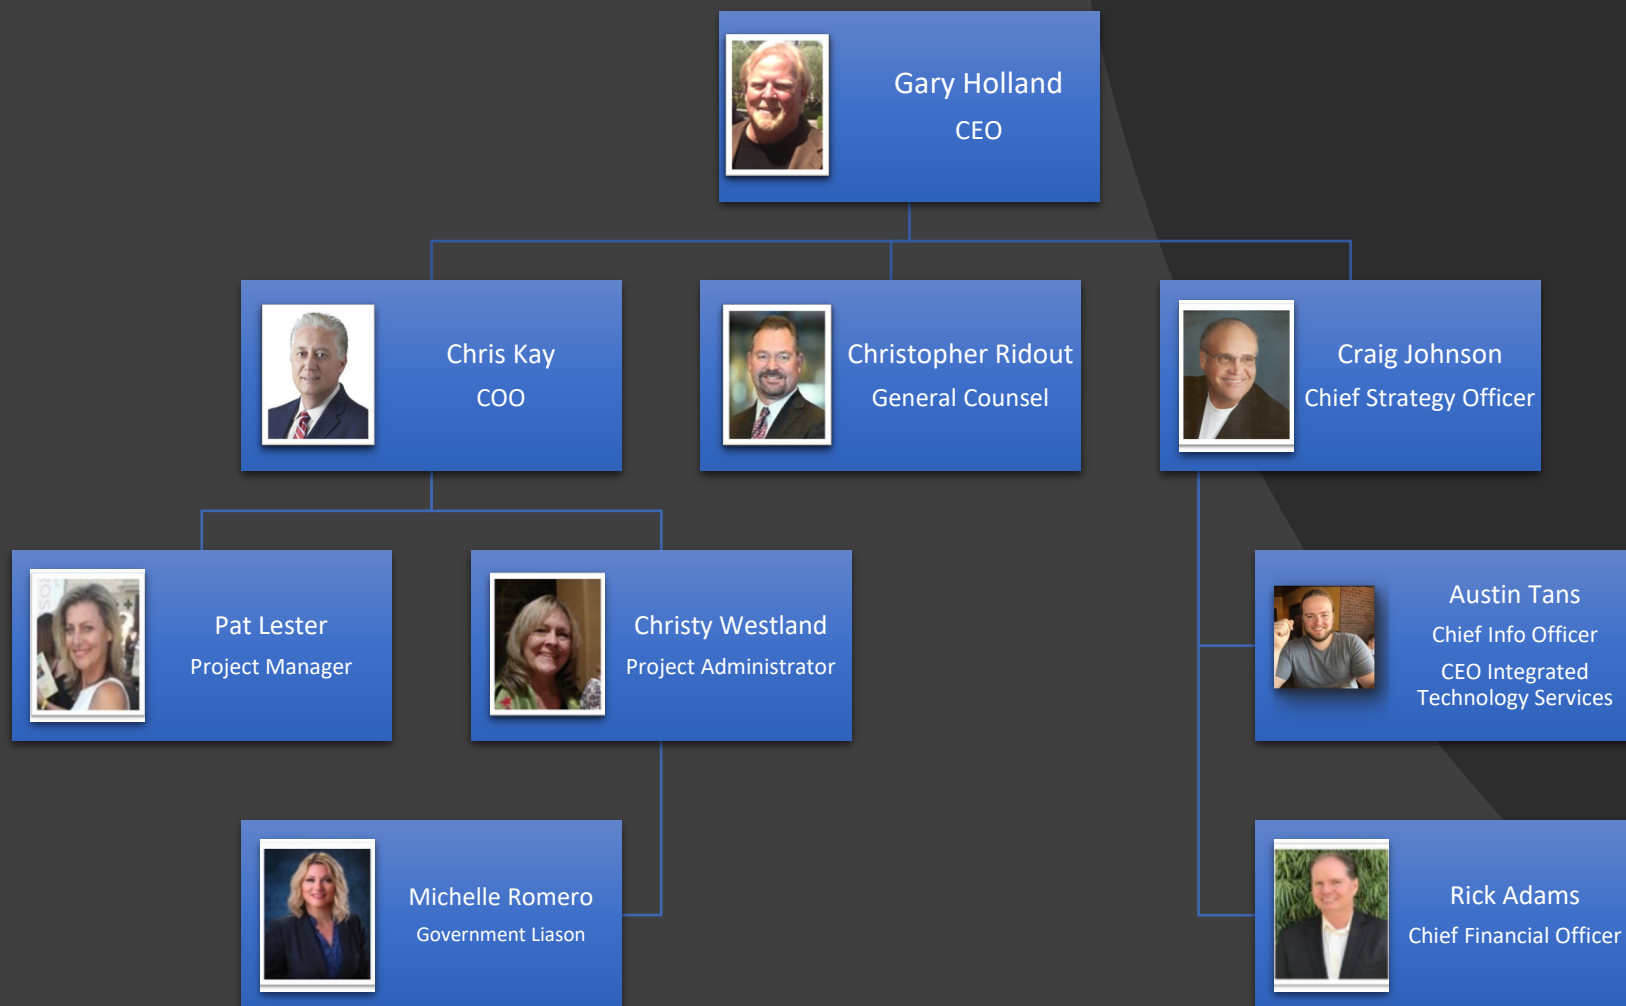 Gary Holland
CEO
Chris Kay
COO
Christopher Ridout
General Counsel
Craig Johnson
Chief Strategy Officer
Pat Lester
Project Manager
Christy Westland
Project Administrator
Austin Tans
Chief Info Officer
CEO Integrated
Technology Services
Michelle Romero
Government Liason
Rick Adams
Chief Financial Officer